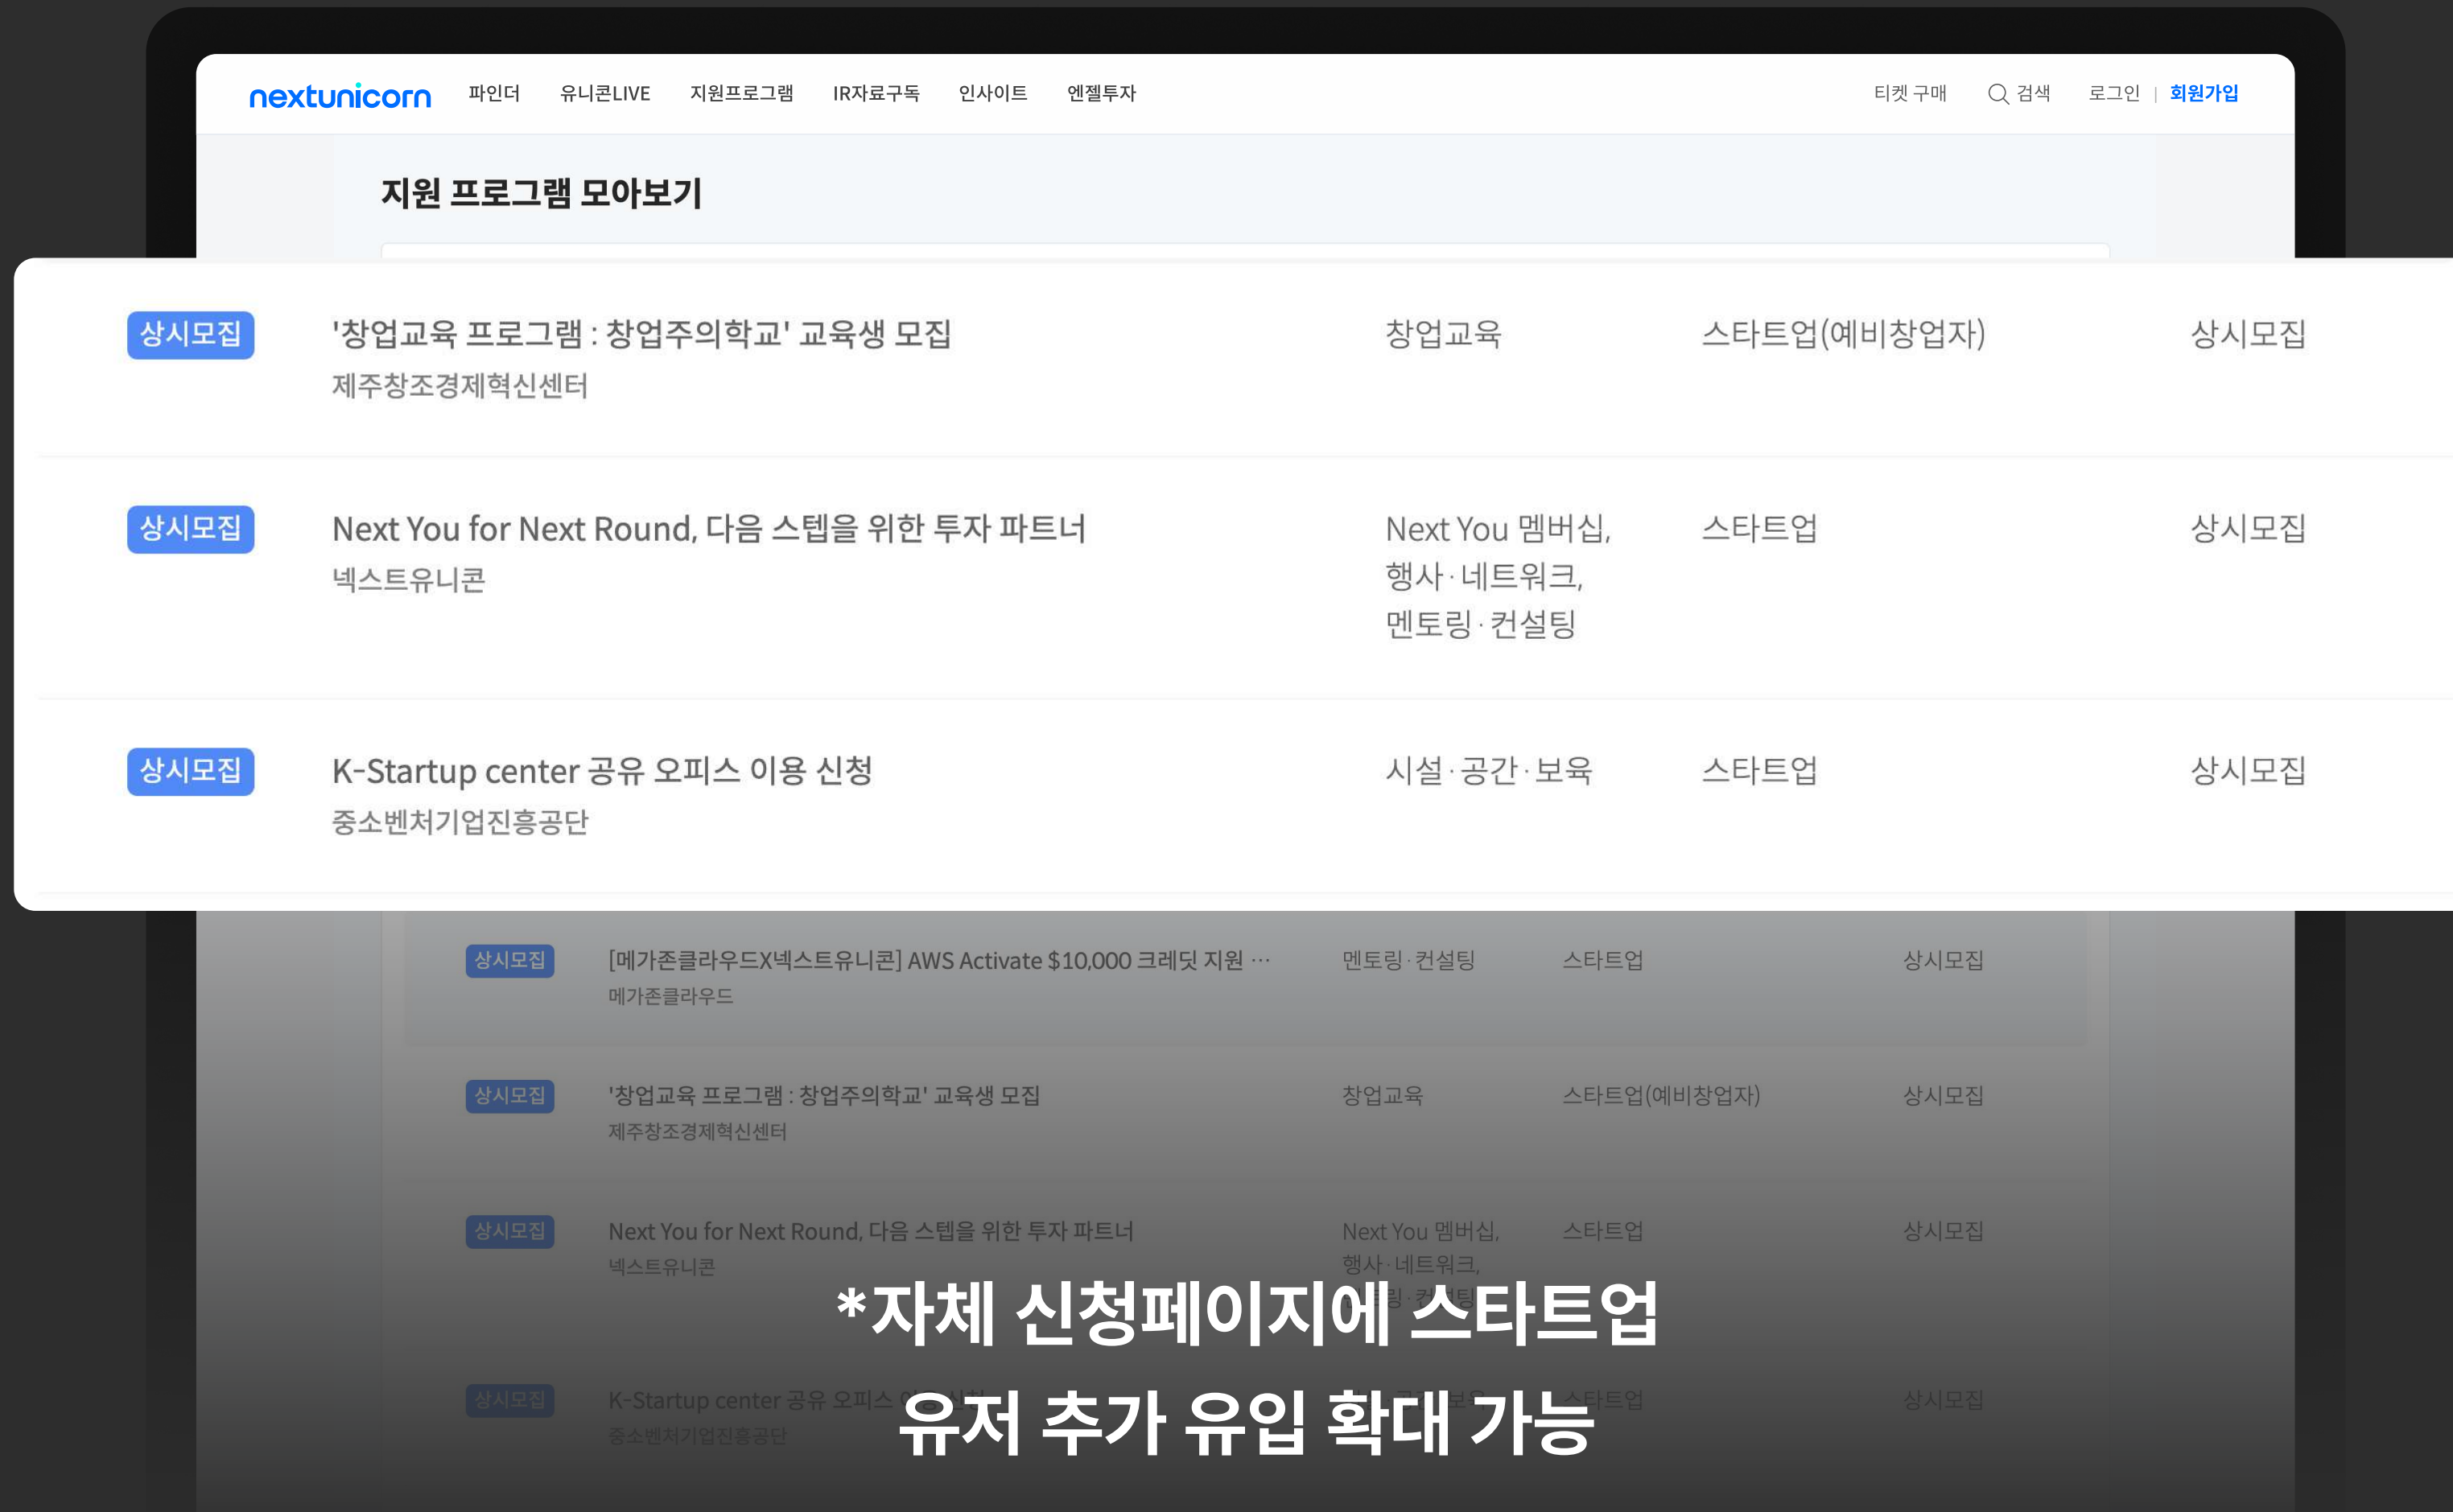 nextunicorn 파인더 유니콘LIVE 지원프로그램 IR자료구독 인사이트 엔젤투자 티켓 구매 검색 로그인 | 회원가입
지원 프로그램 모아보기
상시모집 '창업교육 프로그램 : 창업주의학교' 교육생 모집 창업교육 스타트업(예비창업자) 상시모집
제주창조경제혁신센터
상시모집 Next You for Next Round, 다음 스텝을 위한 투자 파트너 Next You 멤버십, 스타트업 상시모집
넥스트유니콘 행사·네트워크,
멘토링·컨설팅
상시모집 K-Startup center 공유 오피스 이용 신청 시설·공간·보육 스타트업 상시모집
중소벤처기업진흥공단
상시모집 [메가존클라우드X넥스트유니콘] AWS Activate $10,000 크레딧 지원 … 멘토링·컨설팅 스타트업 상시모집
메가존클라우드
상시모집 '창업교육 프로그램 : 창업주의학교' 교육생 모집 창업교육 스타트업(예비창업자) 상시모집
제주창조경제혁신센터
상시모집 Next You for Next Round, 다음 스텝을 위한 투자 파트너 Next You 멤버십, 스타트업 상시모집
넥스트유니콘 행사·네트워크,
*자체 신청페이지에 스타트업
상시모집 K-Startup center 공유 오피스 스타트업 상시모집
유저 추가 유입 확대 가능
중소벤처기업진흥공단